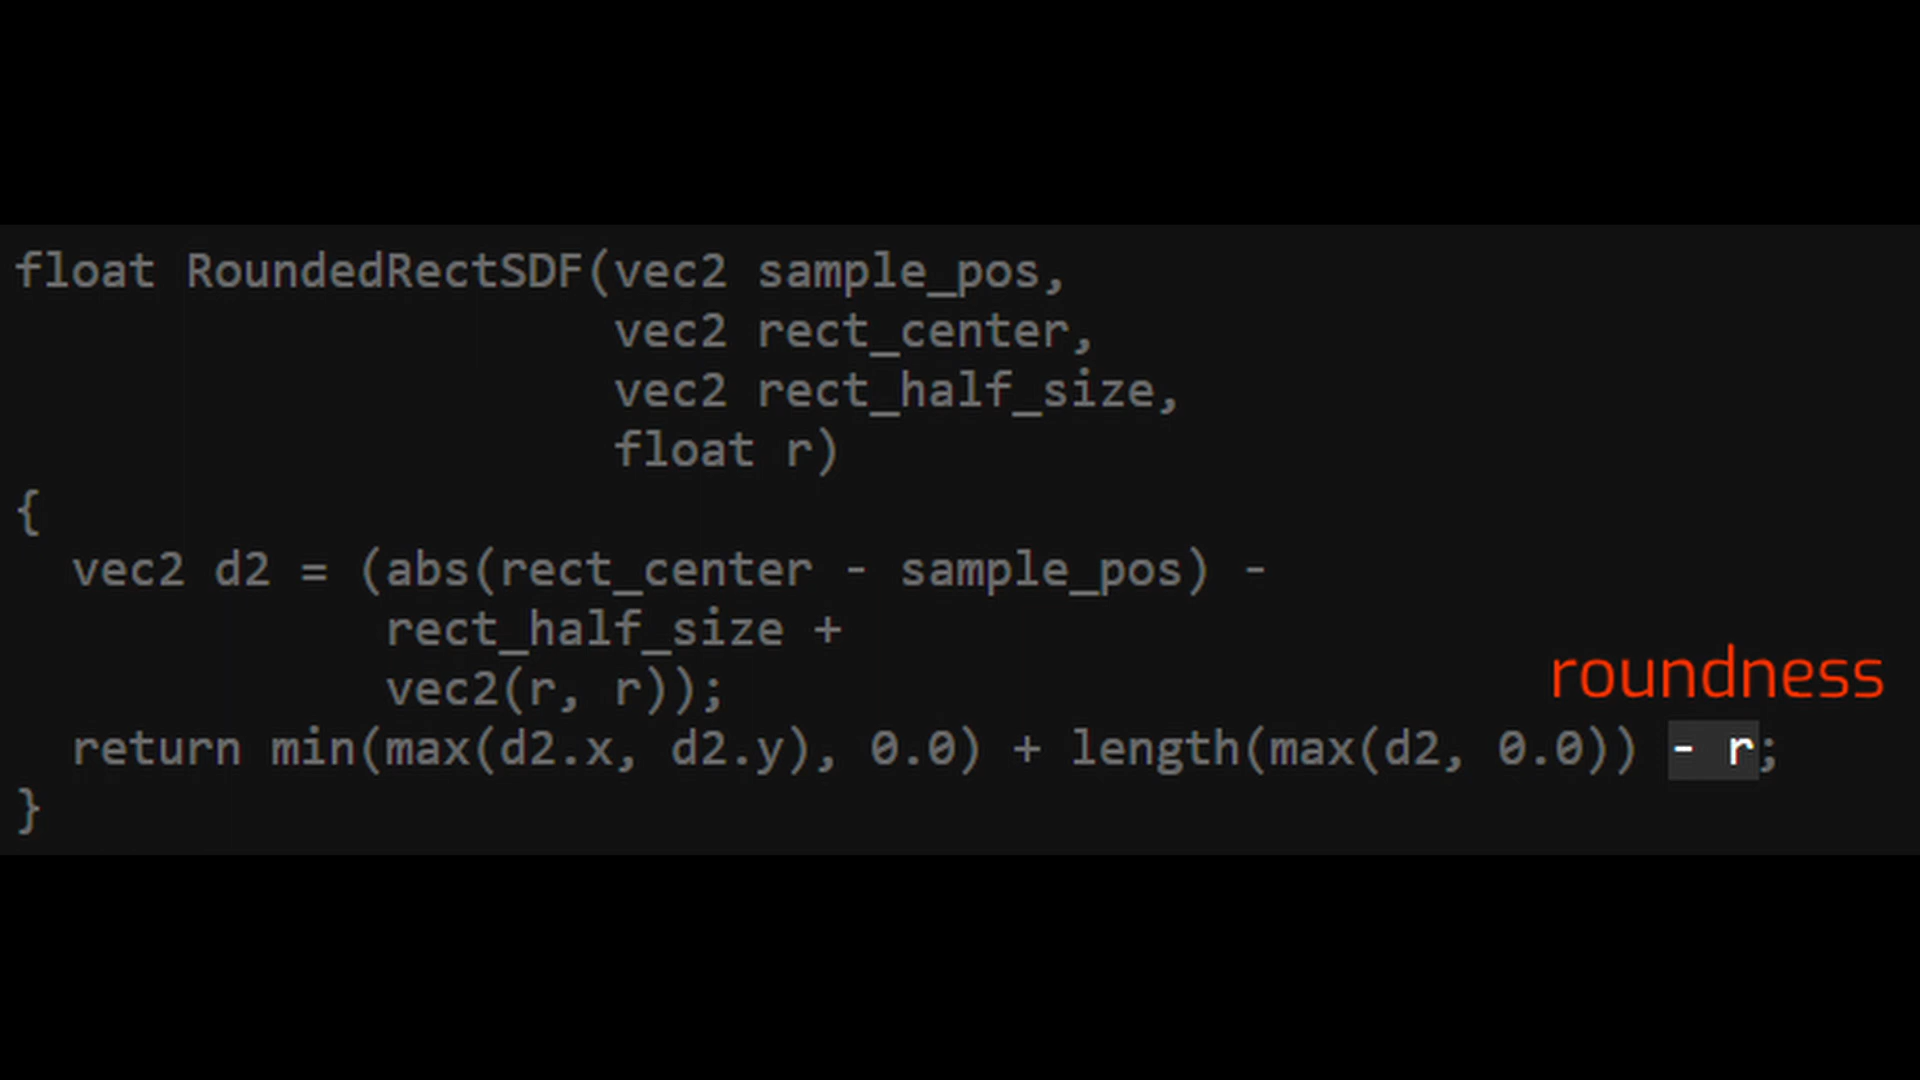 float RoundedRectSDF(vec2 sample_pos,
vec2 rect_center,
vec2 rect_half_size,
float r)
{
vec2 d2 = (abs(rect_center - sample_pos) -
rect_half_size +
vec2(r, r));
roundness
return min(max(d2.x, d2.y), 0.0) + length(max(d2, 0.0)) - r;
}